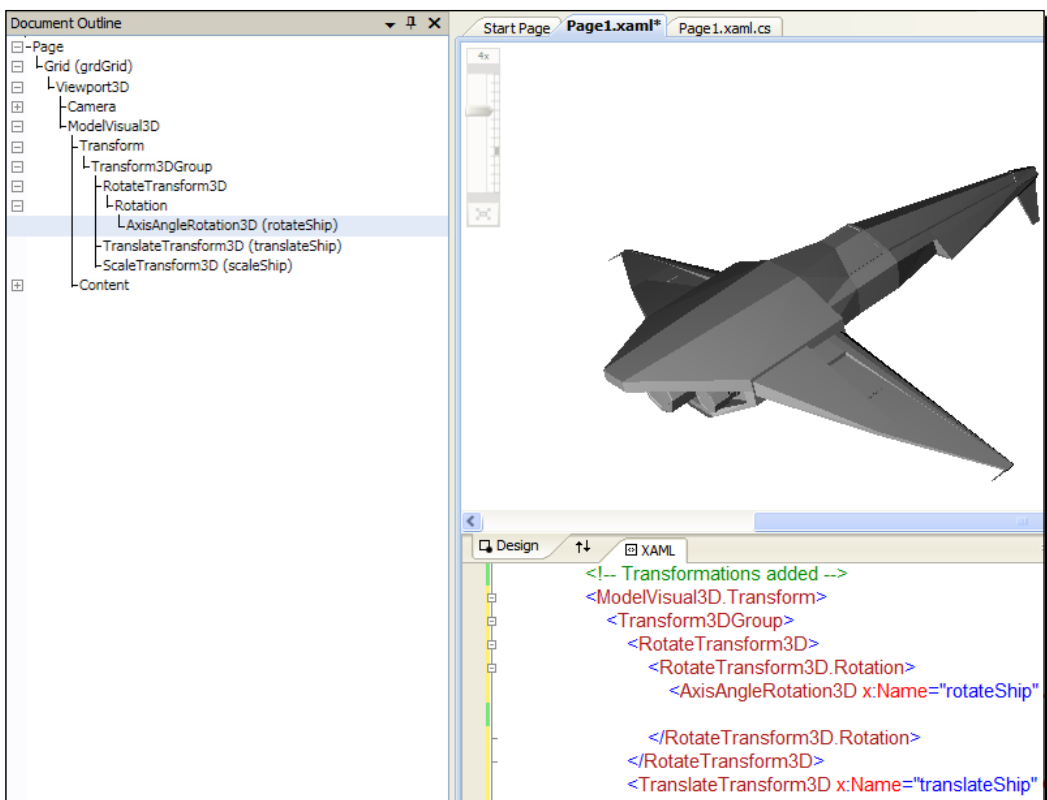 Document Outline
Page
Grid (grdGrid)
Viewport3D
Camera
ModelVisual3D
Transform
Transform3DGroup
RotateTransform3D
Rotation
AxisAngleRotation3D (rotateShip)
TranslateTransform3D (translateShip)
ScaleTransform3D (scaleShip)
Content
Start Page Page1.xaml* Page1.xaml.cs
4x
Design XAML
<!-- Transformations added -->
<ModelVisual3D.Transform>
<Transform3DGroup>
<RotateTransform3D>
<RotateTransform3D.Rotation>
<AxisAngleRotation3D x:Name="rotateShip"
</RotateTransform3D.Rotation>
</RotateTransform3D>
<TranslateTransform3D x:Name="translateShip"